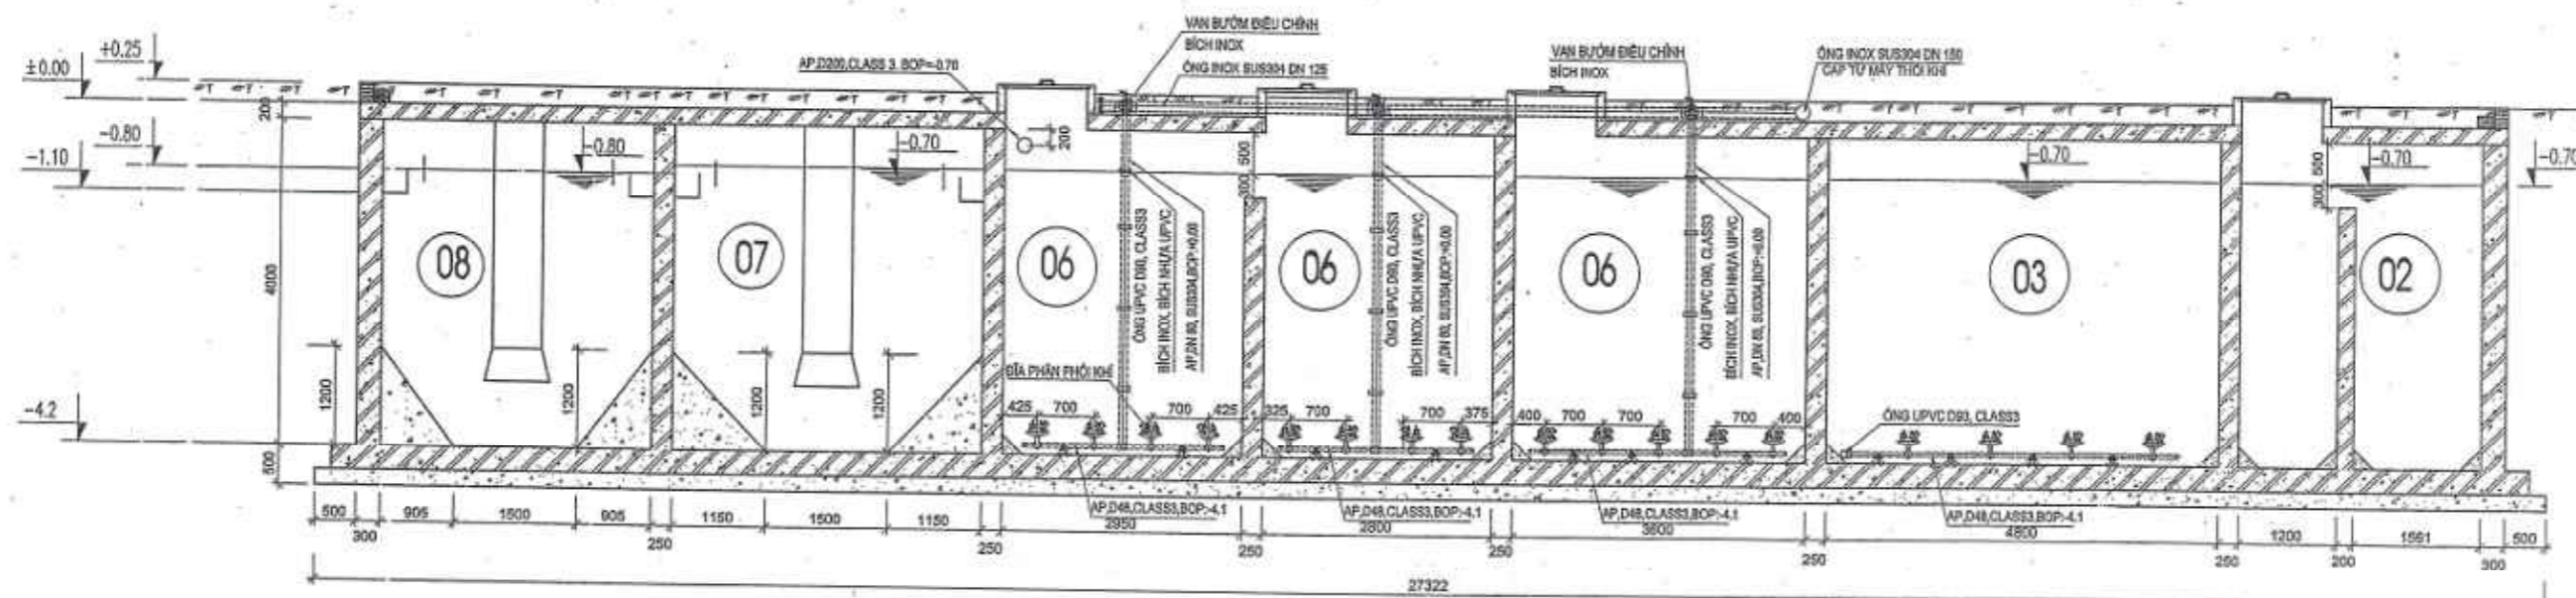 VAN BƯỚM ĐIỀU CHỈNH
BÍCH INOX
ỐNG INOX SUS304 DN 125
VAN BƯỚM ĐIỀU CHỈNH
BÍCH INOX
ỐNG INOX SUS304 DN 150
CẤP TỪ MÁY THỔI KHÍ
AP,D200,CLASS 3. BOP=-0.70
+0.25
±0.00
-0.80
-1.10
-4.2
200
4000
500
-0.80
-0.70
200
500
300
-0.70
-0.70
500
300
-0.70
-0.70
08
07
06
06
06
03
02
ỐNG UPVC D90, CLASS3
BÍCH INOX, BÍCH NHỰA UPVC
AP,DN 80, SUS304,BOP:+0.00
ỐNG UPVC D90, CLASS3
BÍCH INOX, BÍCH NHỰA UPVC
AP,DN 80, SUS304,BOP:+0.00
ỐNG UPVC D90, CLASS3
BÍCH INOX, BÍCH NHỰA UPVC
AP,DN 80, SUS304,BOP:+0.00
1200
1200
1200
1200
ĐĨA PHÂN PHỐI KHÍ
425 700 700 425
325 700 700 375
400 700 700 700 400
ỐNG UPVC D90, CLASS3
AP,D48,CLASS3,BOP:-4.1
AP,D48,CLASS3,BOP:-4.1
AP,D48,CLASS3,BOP:-4.1
AP,D48,CLASS3,BOP:-4.1
500 905 1500 905 1150 1500 1150 2950 2800 3600 4800 1200 1561 500
300 250 250 250 250 250 250 200 300
27322